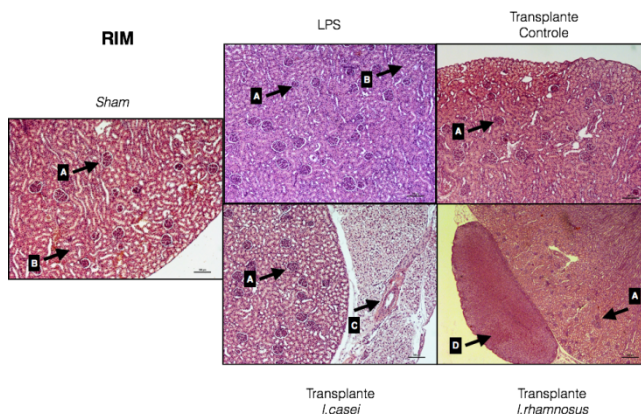 RIM
LPS
Transplante
Controle
Sham
A
B
A
B
A
A
C
A
D
Transplante
l.casei
Transplante
l.rhamnosus